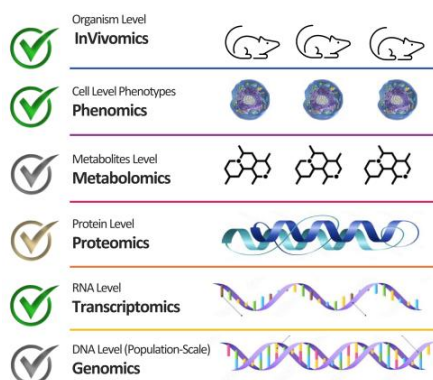 Organism Level
InVivomics
Cell Level Phenotypes
Phenomics
Metabolites Level
Metabolomics
Protein Level
Proteomics
RNA Level
Transcriptomics
DNA Level (Population-Scale)
Genomics